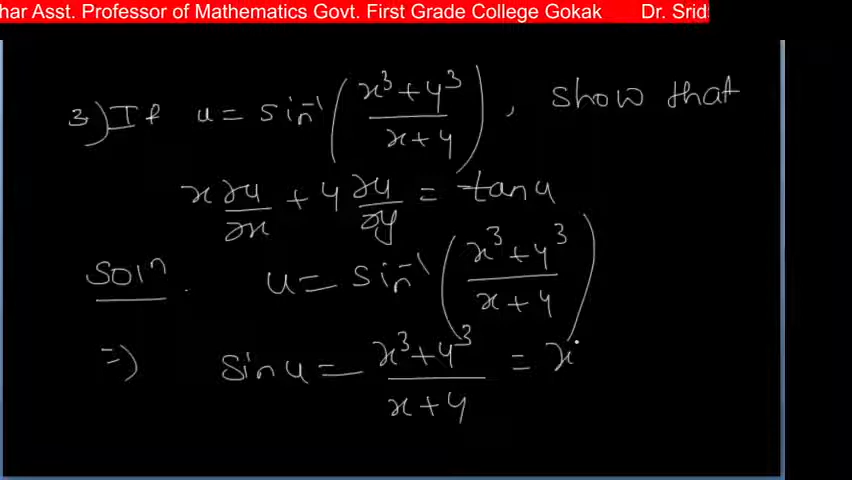 har Asst. Professor of Mathematics Govt. First Grade College Gokak Dr. Srid
3) If u = sin⁻¹((x³+y³)/(x+y)), show that
x ∂u/∂x + y ∂u/∂y = tan u
Soln. u = sin⁻¹((x³+y³)/(x+y))
=) sin u = (x³+y³)/(x+y) = x